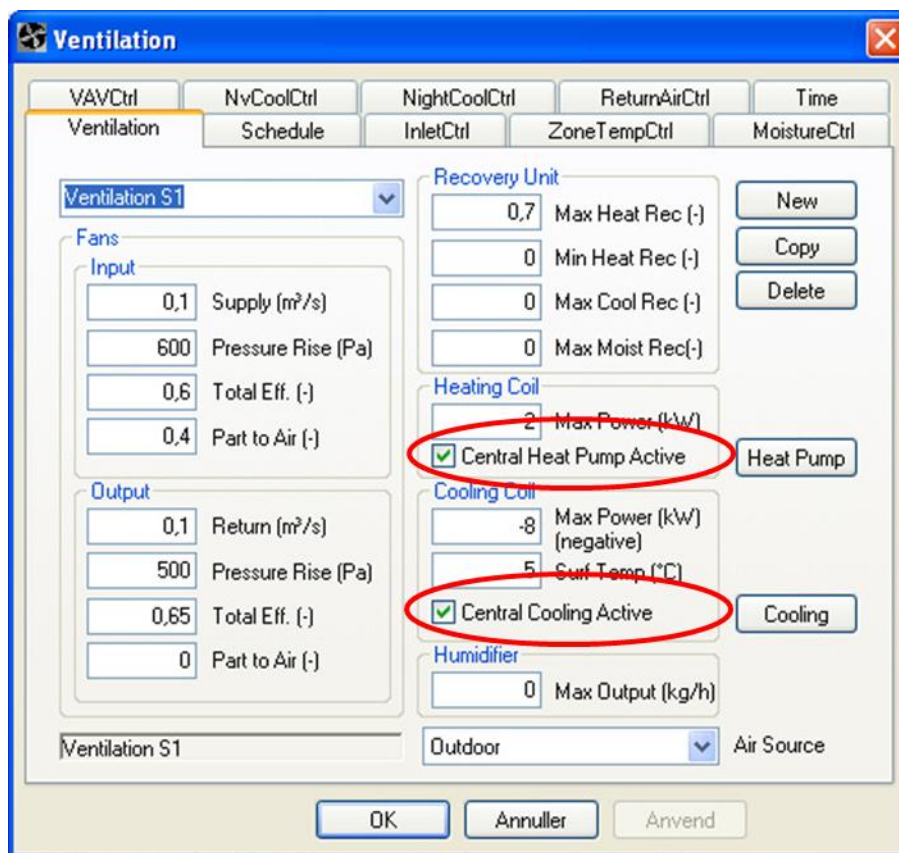 Ventilation
VAVCtrl NvCoolCtrl NightCoolCtrl ReturnAirCtrl Time
Ventilation Schedule InletCtrl ZoneTempCtrl MoistureCtrl
Ventilation S1
Fans
Input
0,1 Supply (m³/s)
600 Pressure Rise (Pa)
0,6 Total Eff. (-)
0,4 Part to Air (-)
Output
0,1 Return (m³/s)
500 Pressure Rise (Pa)
0,65 Total Eff. (-)
0 Part to Air (-)
Ventilation S1
Recovery Unit
0,7 Max Heat Rec (-)
0 Min Heat Rec (-)
0 Max Cool Rec (-)
0 Max Moist Rec(-)
Heating Coil
2 Max Power (kW)
Central Heat Pump Active
Cooling Coil
-8 Max Power (kW)
(negative)
5 Surf Temp (°C)
Central Cooling Active
Humidifier
0 Max Output (kg/h)
Outdoor Air Source
New
Copy
Delete
Heat Pump
Cooling
OK Annuller Anvend